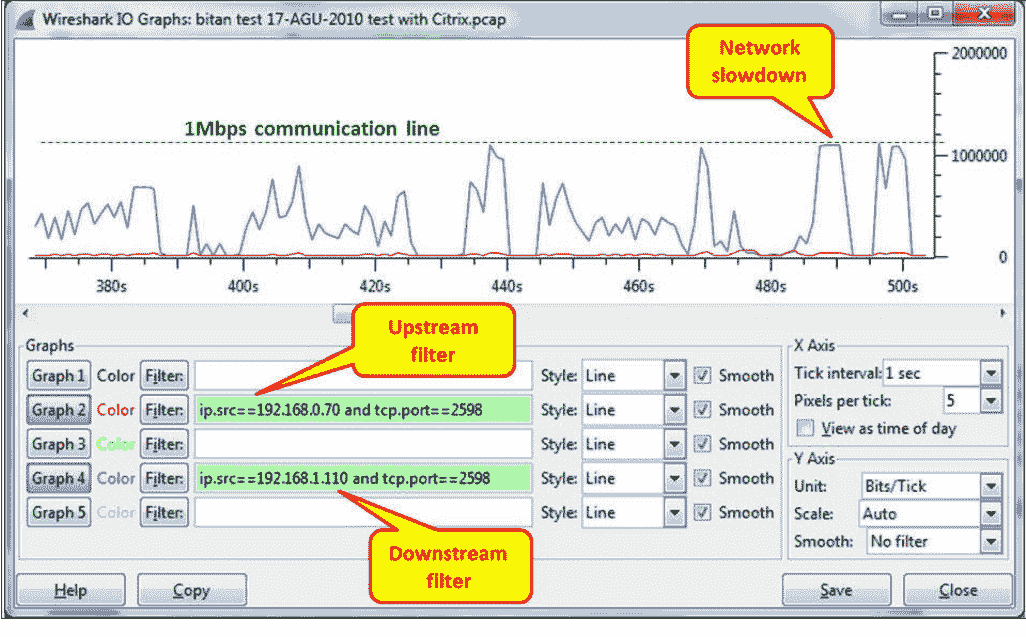 Wireshark IO Graphs: bitan test 17-AGU-2010 test with Citrix.pcap
Network
slowdown
1Mbps communication line
2000000
1000000
0
380s 400s 420s 440s 460s 480s 500s
Upstream
filter
Graphs
Graph 1 Color Filter: Style: Line Smooth
Graph 2 Color Filter: ip.src==192.168.0.70 and tcp.port==2598 Style: Line Smooth
Graph 3 Color Filter: Style: Line Smooth
Graph 4 Color Filter: ip.src==192.168.1.110 and tcp.port==2598 Style: Line Smooth
Graph 5 Color Filter: Style: Line Smooth
X Axis
Tick interval: 1 sec
Pixels per tick: 5
View as time of day
Y Axis
Unit: Bits/Tick
Scale: Auto
Smooth: No filter
Downstream
filter
Help Copy Save Close